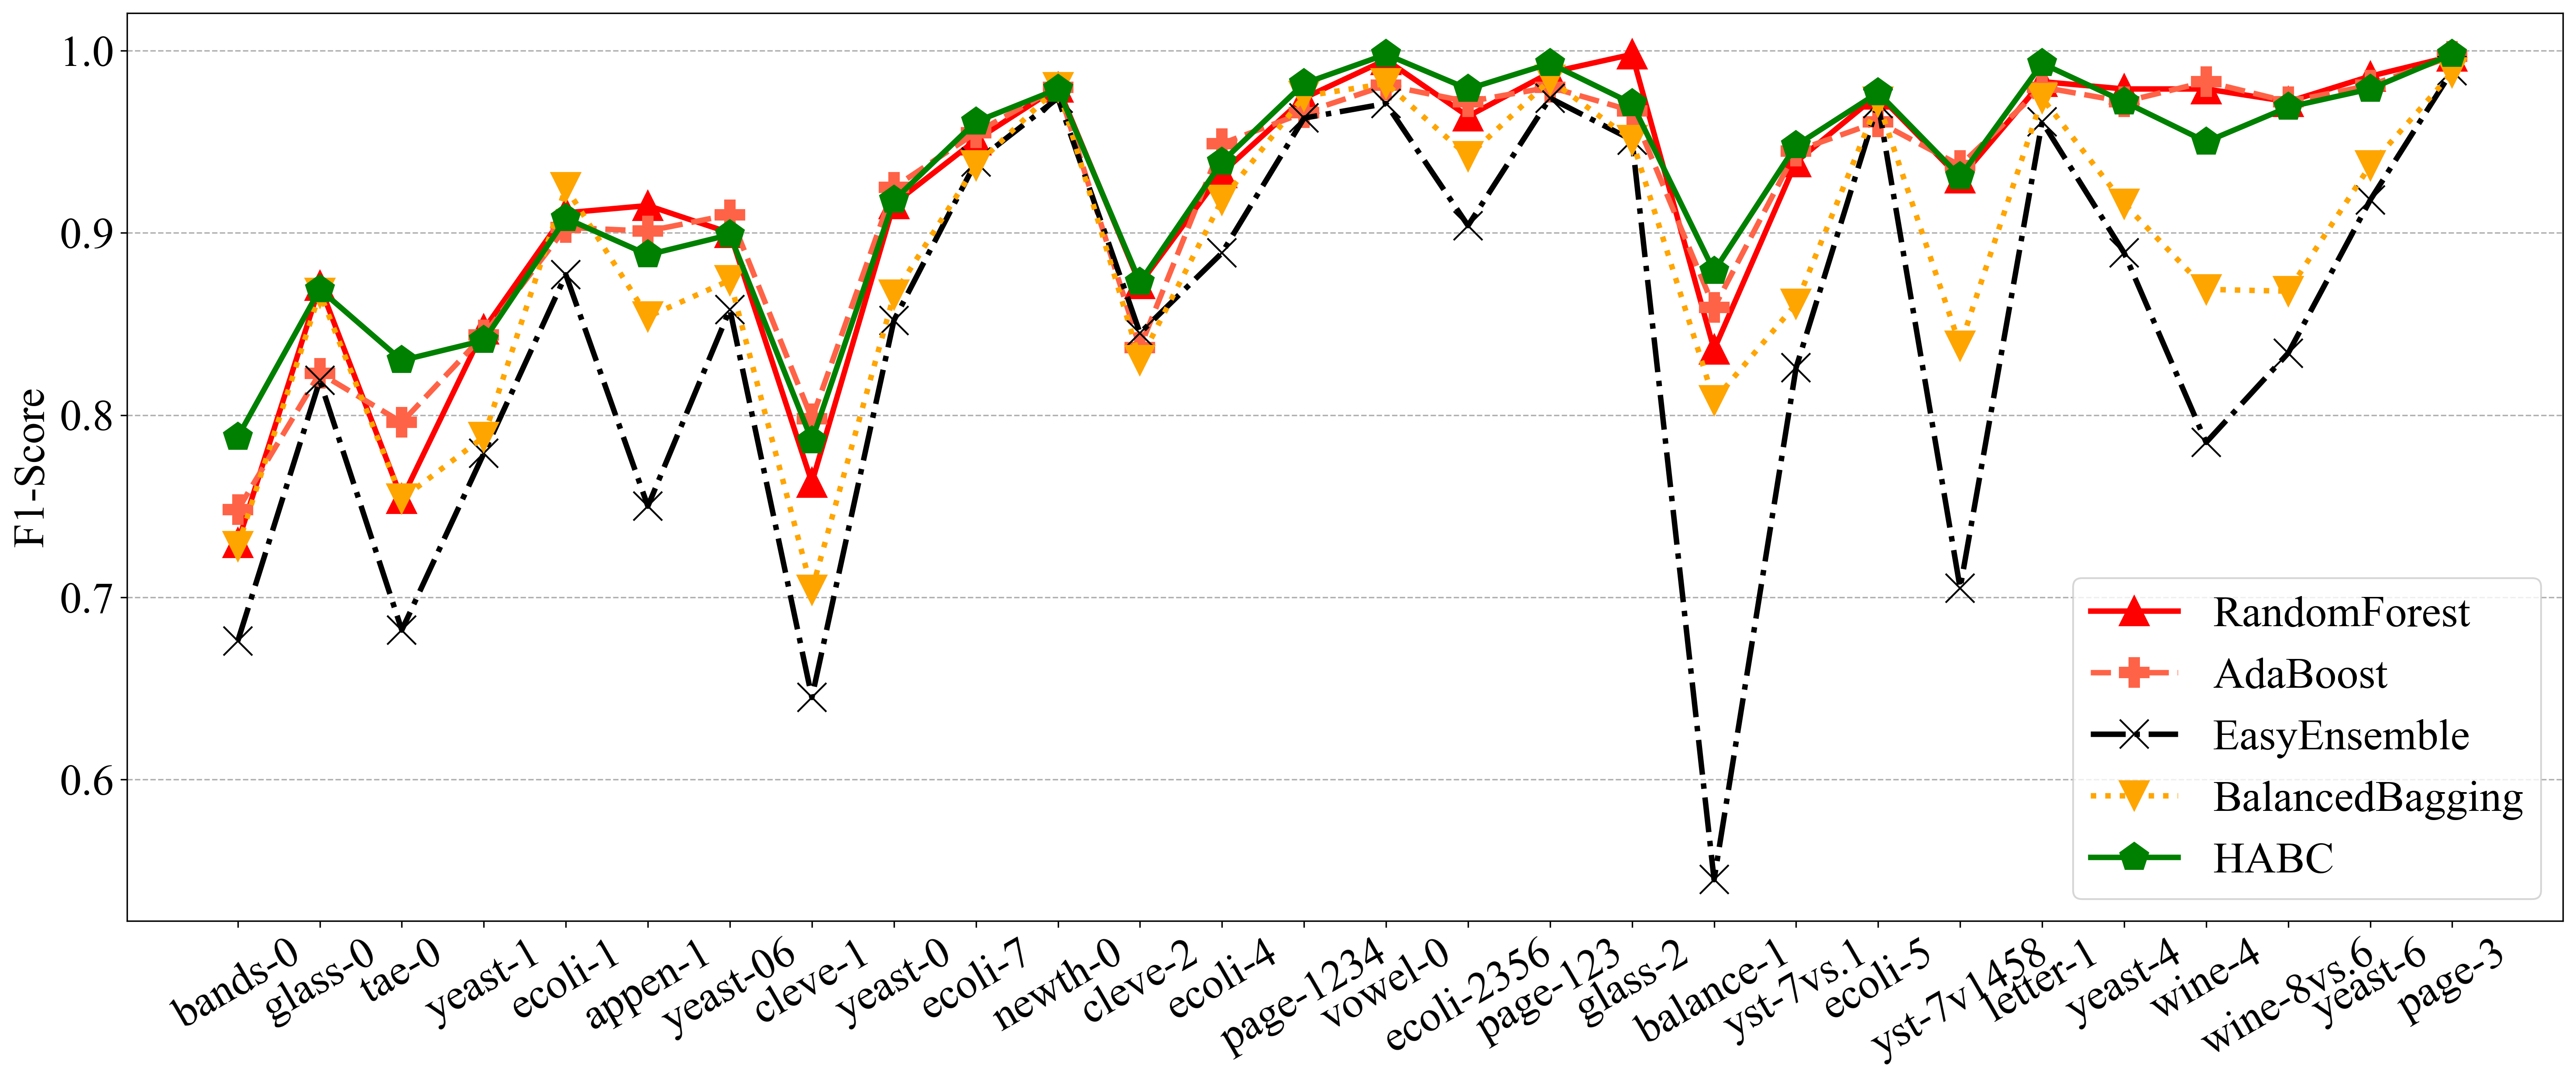 1.0
0.9
0.8
0.7
0.6
F1-Score
RandomForest
AdaBoost
EasyEnsemble
BalancedBagging
HABC
bands-0
glass-0
tae-0
yeast-1
ecoli-1
appen-1
yeast-06
cleve-1
yeast-0
ecoli-7
newth-0
cleve-2
ecoli-4
page-1234
vowel-0
ecoli-2356
page-123
glass-2
balance-1
yst-7vs.1
ecoli-5
yst-7v1458
letter-1
yeast-4
wine-4
wine-8vs.6
yeast-6
page-3